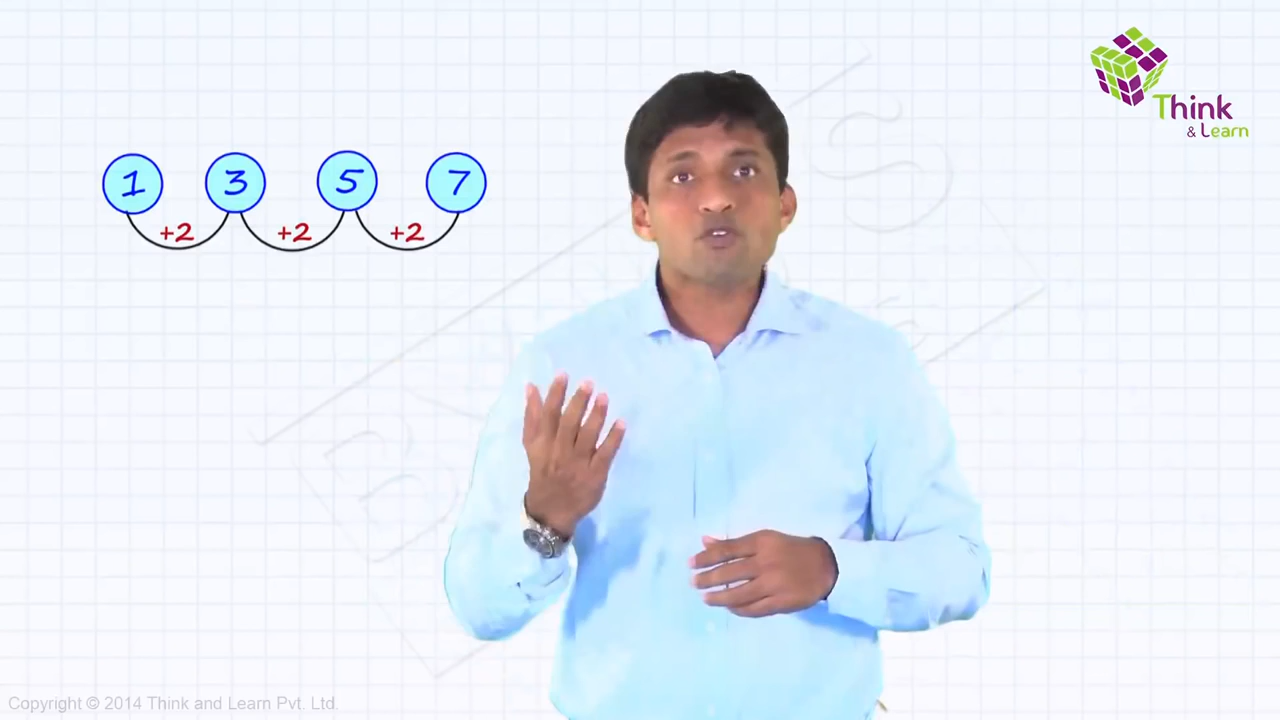 Think
& Learn
1 3 5 7
+2 +2 +2
Copyright © 2014 Think and Learn Pvt. Ltd.